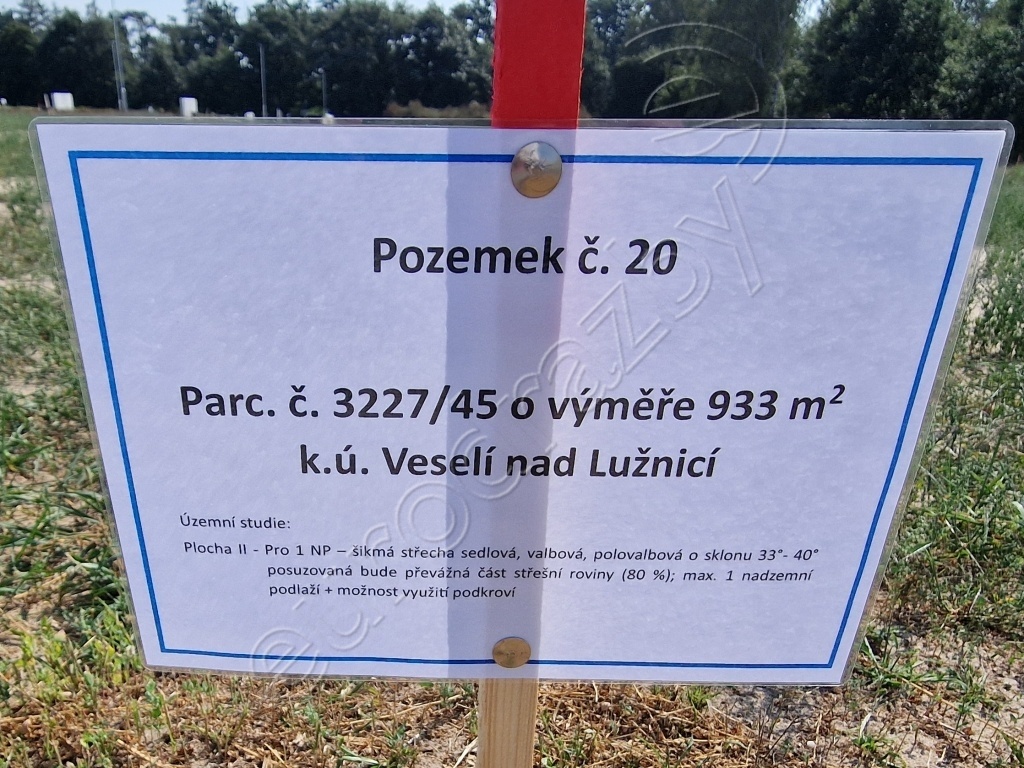 Pozemek č. 20
Parc. č. 3227/45 o výměře 933 m²
k.ú. Veselí nad Lužnicí
Územní studie:
Plocha II - Pro 1 NP – šikmá střecha sedlová, valbová, polovalbová o sklonu 33°- 40°
posuzovaná bude převážná část střešní roviny (80 %); max. 1 nadzemní
podlaží + možnost využití podkroví